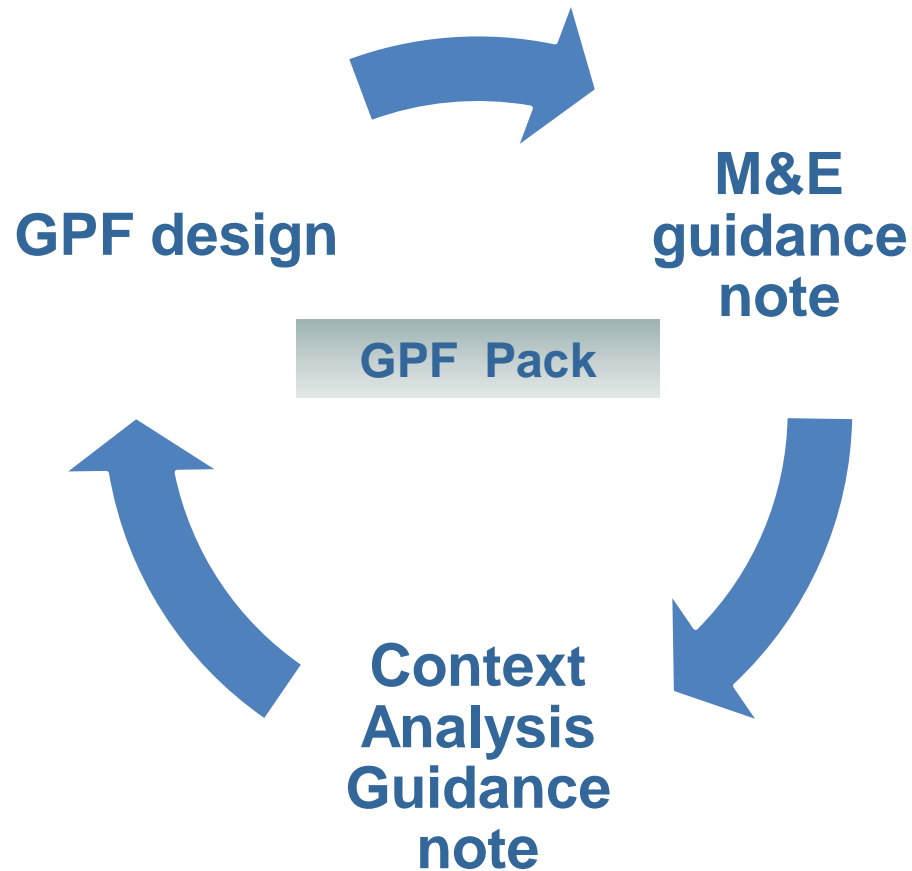 GPF design
M&E
guidance
note
GPF Pack
Context
Analysis
Guidance
note